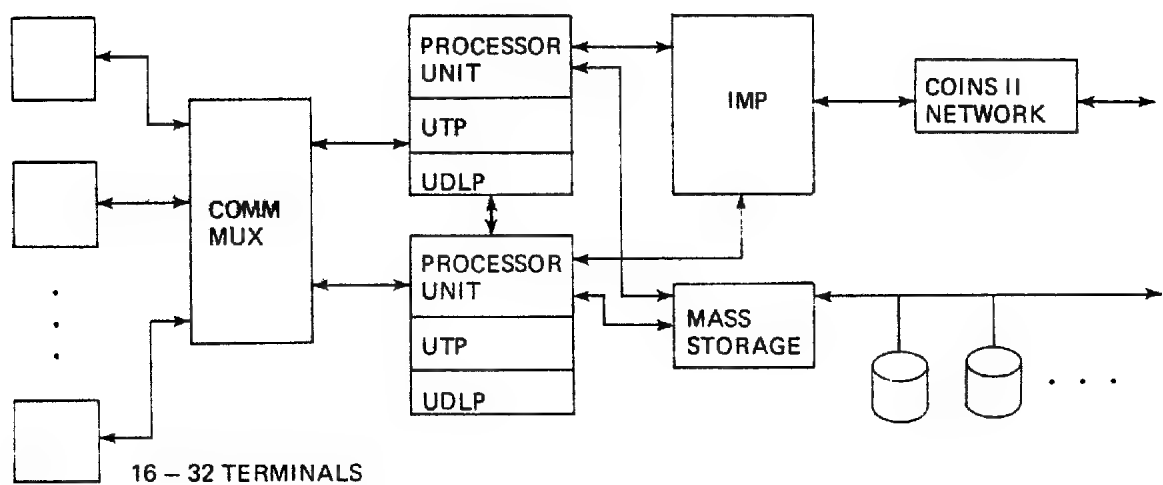 PROCESSOR
UNIT
UTP
UDLP
IMP
COINS II
NETWORK
COMM
MUX
PROCESSOR
UNIT
UTP
UDLP
MASS
STORAGE
16 – 32 TERMINALS